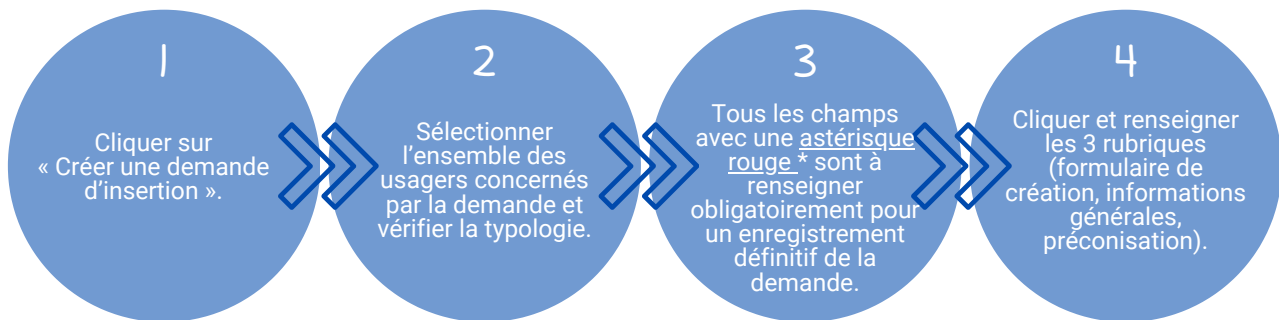 1
Cliquer sur
« Créer une demande
d’insertion ».
2
Sélectionner
l’ensemble des
usagers concernés
par la demande et
vérifier la typologie.
3
Tous les champs
avec une astérisque
rouge * sont à
renseigner
obligatoirement pour
un enregistrement
définitif de la
demande.
4
Cliquer et renseigner
les 3 rubriques
(formulaire de
création, informations
générales,
préconisation).